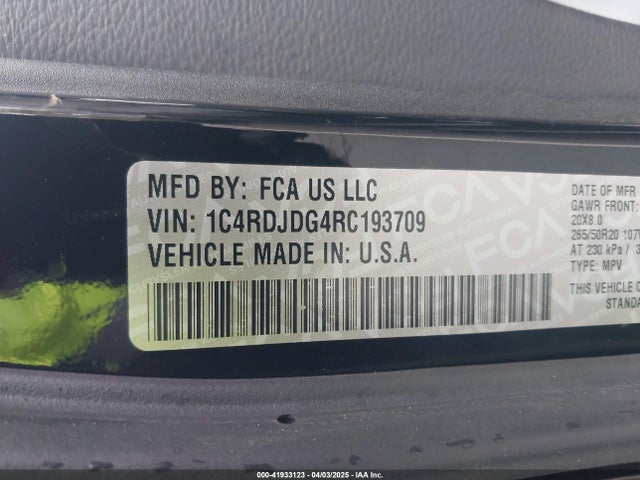 MFD BY: FCA US LLC
VIN: 1C4RDJDG4RC193709
VEHICLE MADE IN: U.S.A.
DATE OF MFR
GAWR FRONT:
20X8.0
265/50R20 107
AT 230 kPa /
TYPE: MPV
THIS VEHICLE
STANDA
000-41933123 - 04/03/2025 - IAA Inc.